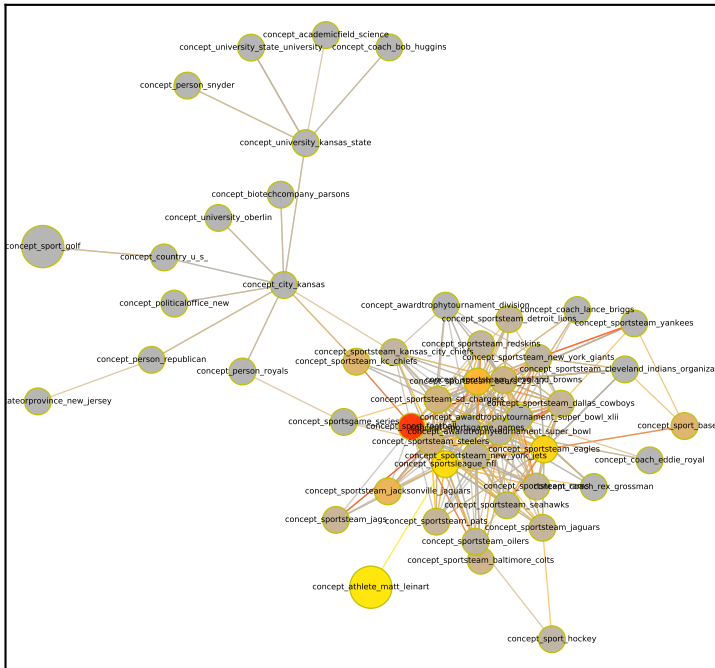 concept_academicfield_science
concept_university_state_university
concept_coach_bob_huggins
concept_person_snyder
concept_university_kansas_state
concept_biotechcompany_parsons
concept_university_oberlin
concept_sport_golf
concept_country_u_s_
concept_city_kansas
concept_politicaloffice_new
concept_awardtrophytournament_division
concept_coach_lance_briggs
concept_sportsteam_detroit_lions
concept_sportsteam_yankees
concept_sportsteam_redskins
concept_sportsteam_kansas_city_chiefs
concept_person_republican
concept_sportsteam_new_york_giants
concept_sportsteam_kc_chiefs
concept_person_royals
concept_sportsteam_cleveland_indians_organiza
ateorprovince_new_jersey
concept_sportsteam_sd_chargers
concept_sportsteam_dallas_cowboys
concept_sportsgame_series
concept_awardtrophytournament_super_bowl_xlii
concept_sport_football
concept_sport_base
concept_awardtrophytournament_super_bowl
concept_sportsteam_steelers
concept_sportsteam_eagles
concept_sportsteam_new_york_jets
concept_sportsleague_nfl
concept_coach_eddie_royal
concept_sportsteam_jacksonville_jaguars
concept_coach_rex_grossman
concept_sportsteam_seahawks
concept_sportsteam_jags
concept_sportsteam_pats
concept_sportsteam_jaguars
concept_sportsteam_oilers
concept_sportsteam_baltimore_colts
concept_athlete_matt_leinart
concept_sport_hockey